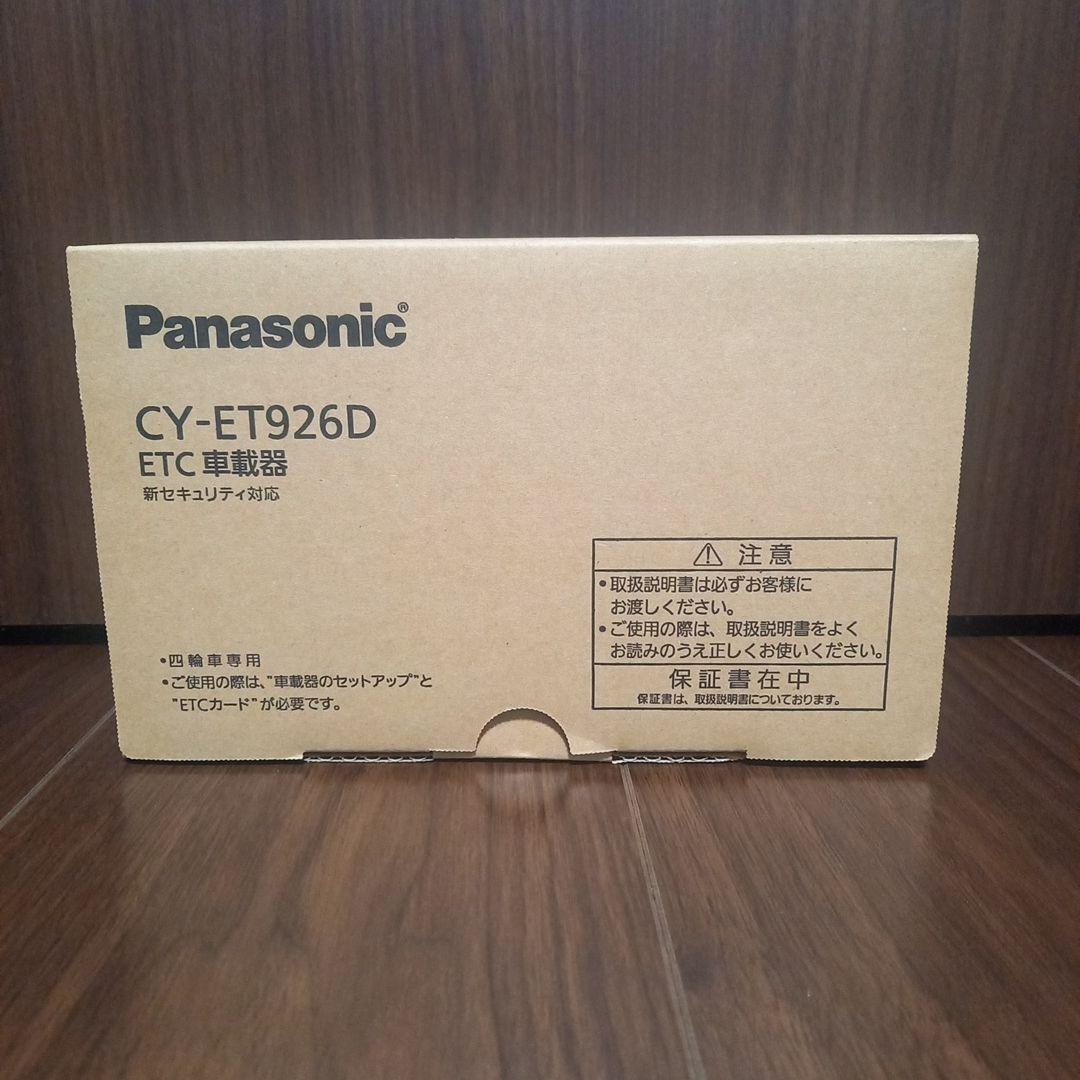 Panasonic®
CY-ET926D
ETC 車載器
新セキュリティ対応
•四輪車専用
•ご使用の際は、"車載器のセットアップ"と
"ETCカード"が必要です。
⚠ 注意
•取扱説明書は必ずお客様に
お渡しください。
•ご使用の際は、取扱説明書をよく
お読みのうえ正しくお使いください。
保証書在中
保証書は、取扱説明書についております。